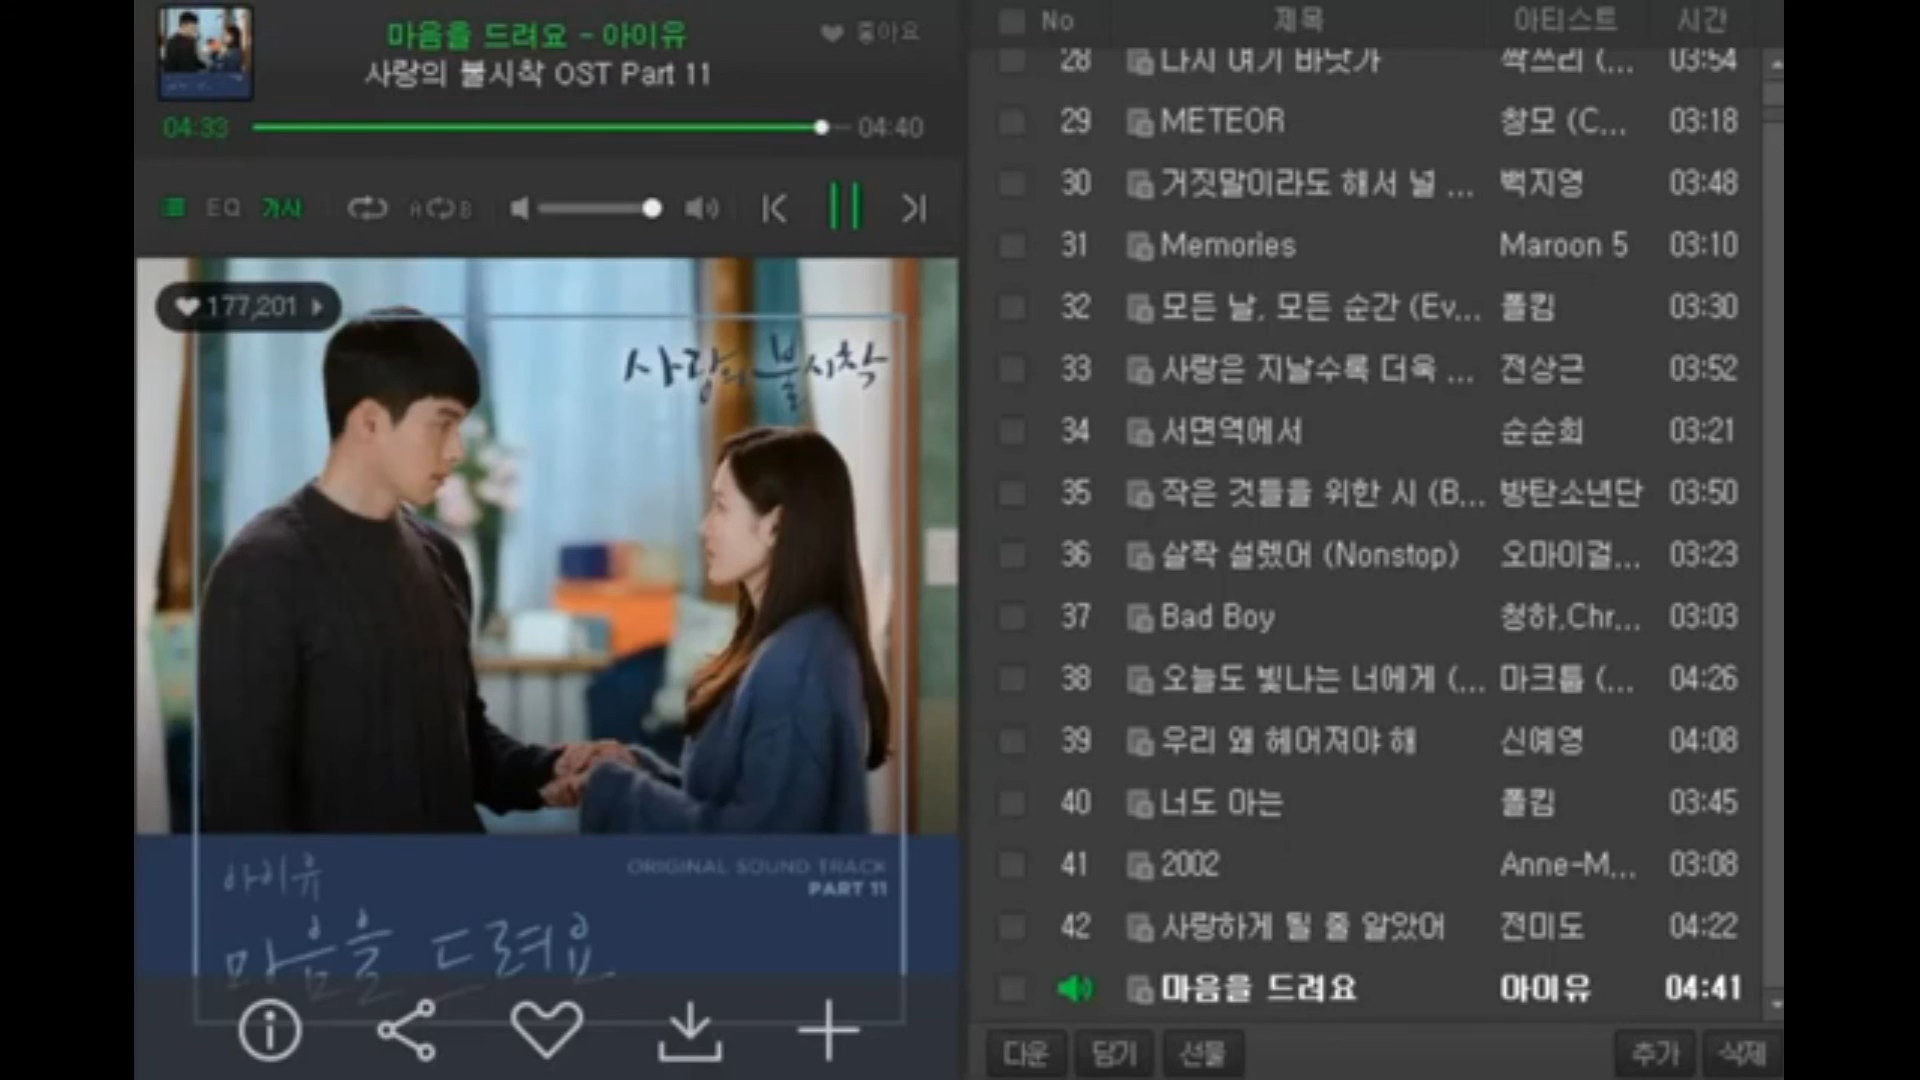 마음을 드려요 - 아이유
좋아요
사랑의 불시착 OST Part 11
04:33
04:40
EQ 가사
A B
177,201
사랑의 불시착
아이유
마음을 드려요
ORIGINAL SOUND TRACK
PART 11
No 제목 아티스트 시간
28 다시 여기 바닷가 싹쓰리 (... 03:54
29 METEOR 창모 (C... 03:18
30 거짓말이라도 해서 널 ... 백지영 03:48
31 Memories Maroon 5 03:10
32 모든 날, 모든 순간 (Ev... 폴킴 03:30
33 사랑은 지날수록 더욱 ... 전상근 03:52
34 서면역에서 순순희 03:21
35 작은 것들을 위한 시 (B... 방탄소년단 03:50
36 살짝 설렜어 (Nonstop) 오마이걸... 03:23
37 Bad Boy 청하,Chr... 03:03
38 오늘도 빛나는 너에게 (... 마크툽 (... 04:26
39 우리 왜 헤어져야 해 신예영 04:08
40 너도 아는 폴킴 03:45
41 2002 Anne-M... 03:08
42 사랑하게 될 줄 알았어 전미도 04:22
마음을 드려요 아이유 04:41
다운 담기 선물 추가 삭제